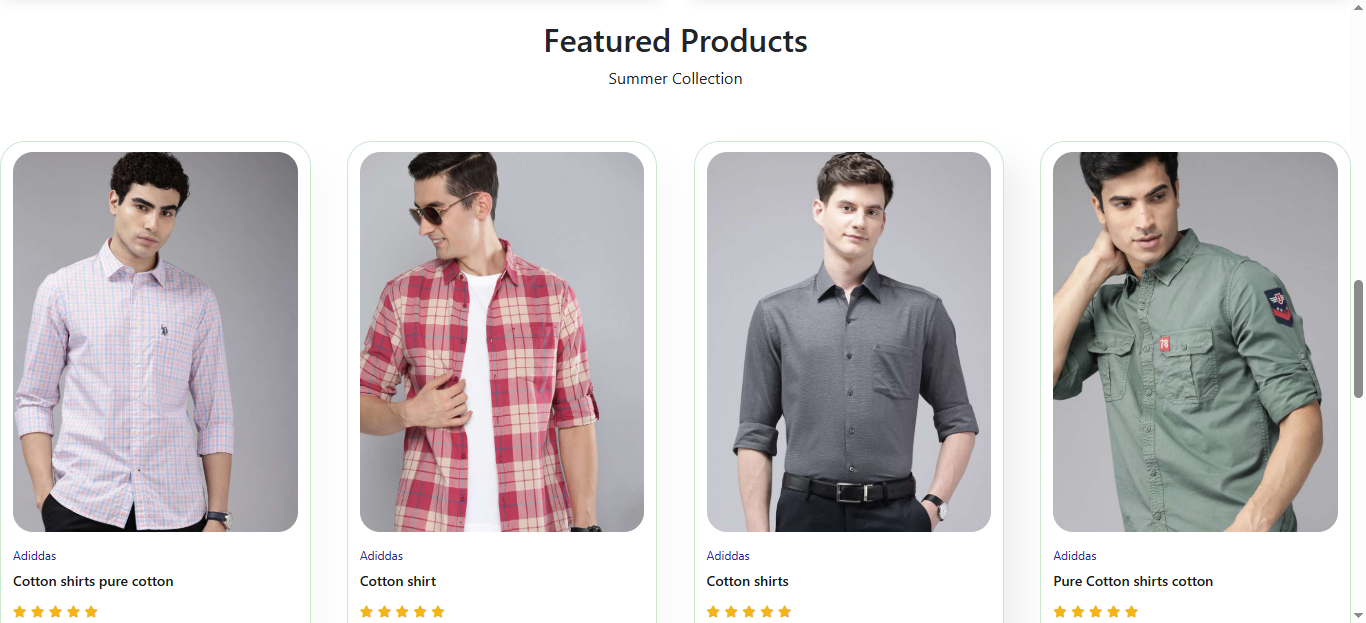 Featured Products
Summer Collection
78
Adiddas
Cotton shirts pure cotton
Adiddas
Cotton shirt
Adiddas
Cotton shirts
Adiddas
Pure Cotton shirts cotton